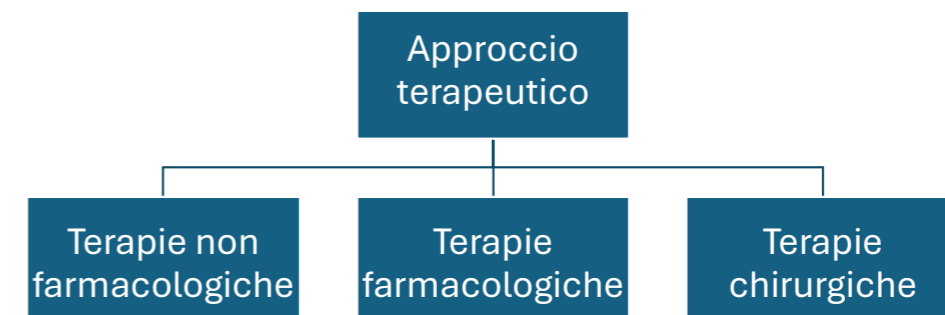 Approccio
terapeutico
Terapie non
farmacologiche
Terapie
farmacologiche
Terapie
chirurgiche